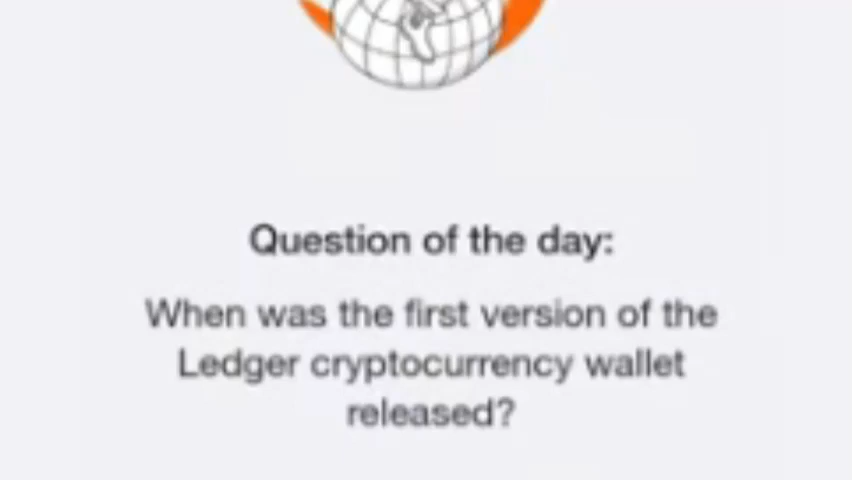 Question of the day:
When was the first version of the
Ledger cryptocurrency wallet
released?